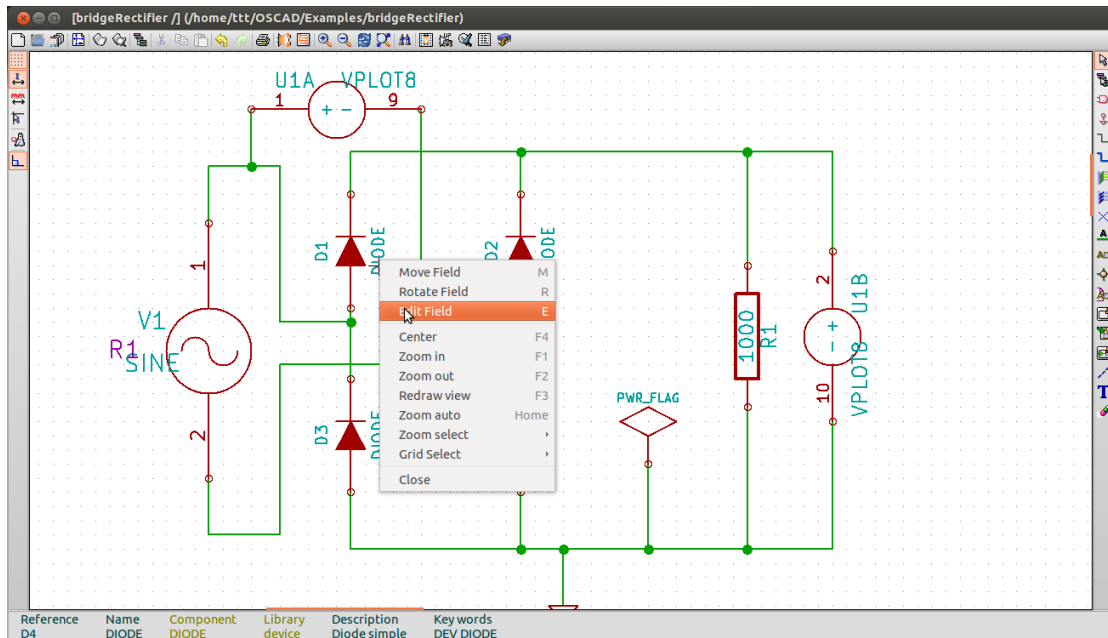 [bridgeRectifier /] (/home/ttt/OSCAD/Examples/bridgeRectifier)
U1A VPLOT8
1 9
D1
D2
1
2
V1
R1
SINE
D3
DIODE
Move Field M
Rotate Field R
Edit Field E
Center F4
Zoom in F1
Zoom out F2
Redraw view F3
Zoom auto Home
Zoom select
Grid Select
Close
PWR_FLAG
1000
R1
2
U1B
10
VPLOT8
Reference Name Component Library Description Key words
D4 DIODE DIODE device Diode simple DEV DIODE